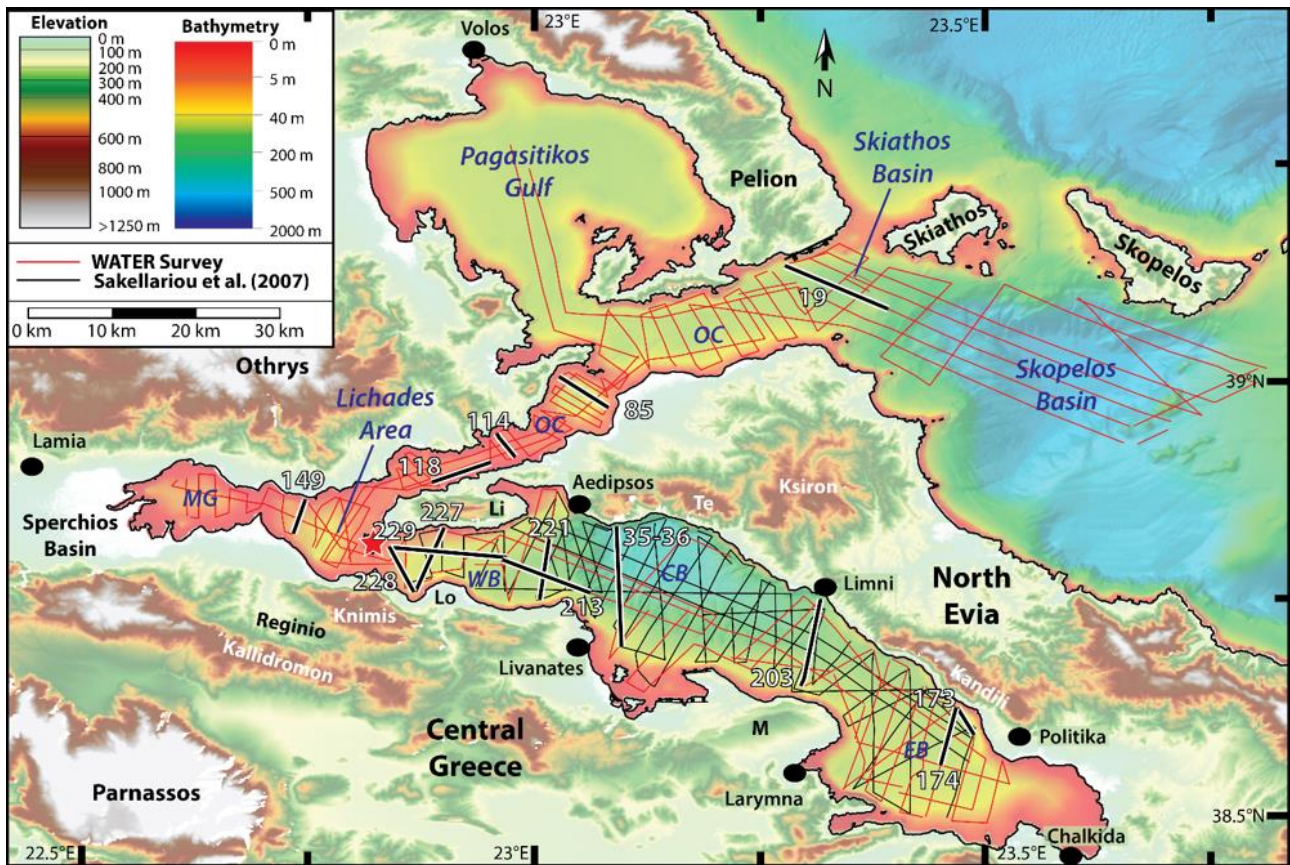 Elevation
0 m
100 m
200 m
300 m
400 m
600 m
800 m
1000 m
>1250 m
Bathymetry
0 m
5 m
40 m
200 m
500 m
2000 m
WATER Survey
Sakellariou et al. (2007)
0 km 10 km 20 km 30 km
23°E
23.5°E
N
Volos
Pagasitikos
Gulf
Pelion
Skiathos
Basin
Skiathos
Skopelos
19
OC
Skopelos
Basin
39°N
Othrys
Lichades
Area
85
114
OC
118
Lamia
149
MG
Sperchios
Basin
Aedipsos
Te
Ksiron
Li
227
229
221
35-36
CB
WB
228
Lo
213
Limni
North
Evia
Knimis
Reginio
Kallidromon
Livanates
203
Kandili
173
Central
Greece
M
EB
174
Politika
Larymna
Parnassos
38.5°N
Chalkida
22.5°E
23°E
23.5°E